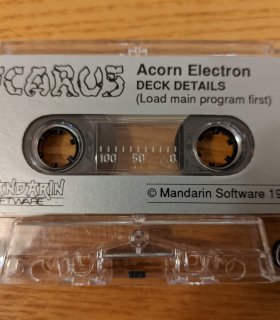 ICARUS
Acorn Electron
DECK DETAILS
(Load main program first)
100 50 0
MANDARIN
SOFTWARE
© Mandarin Software 19